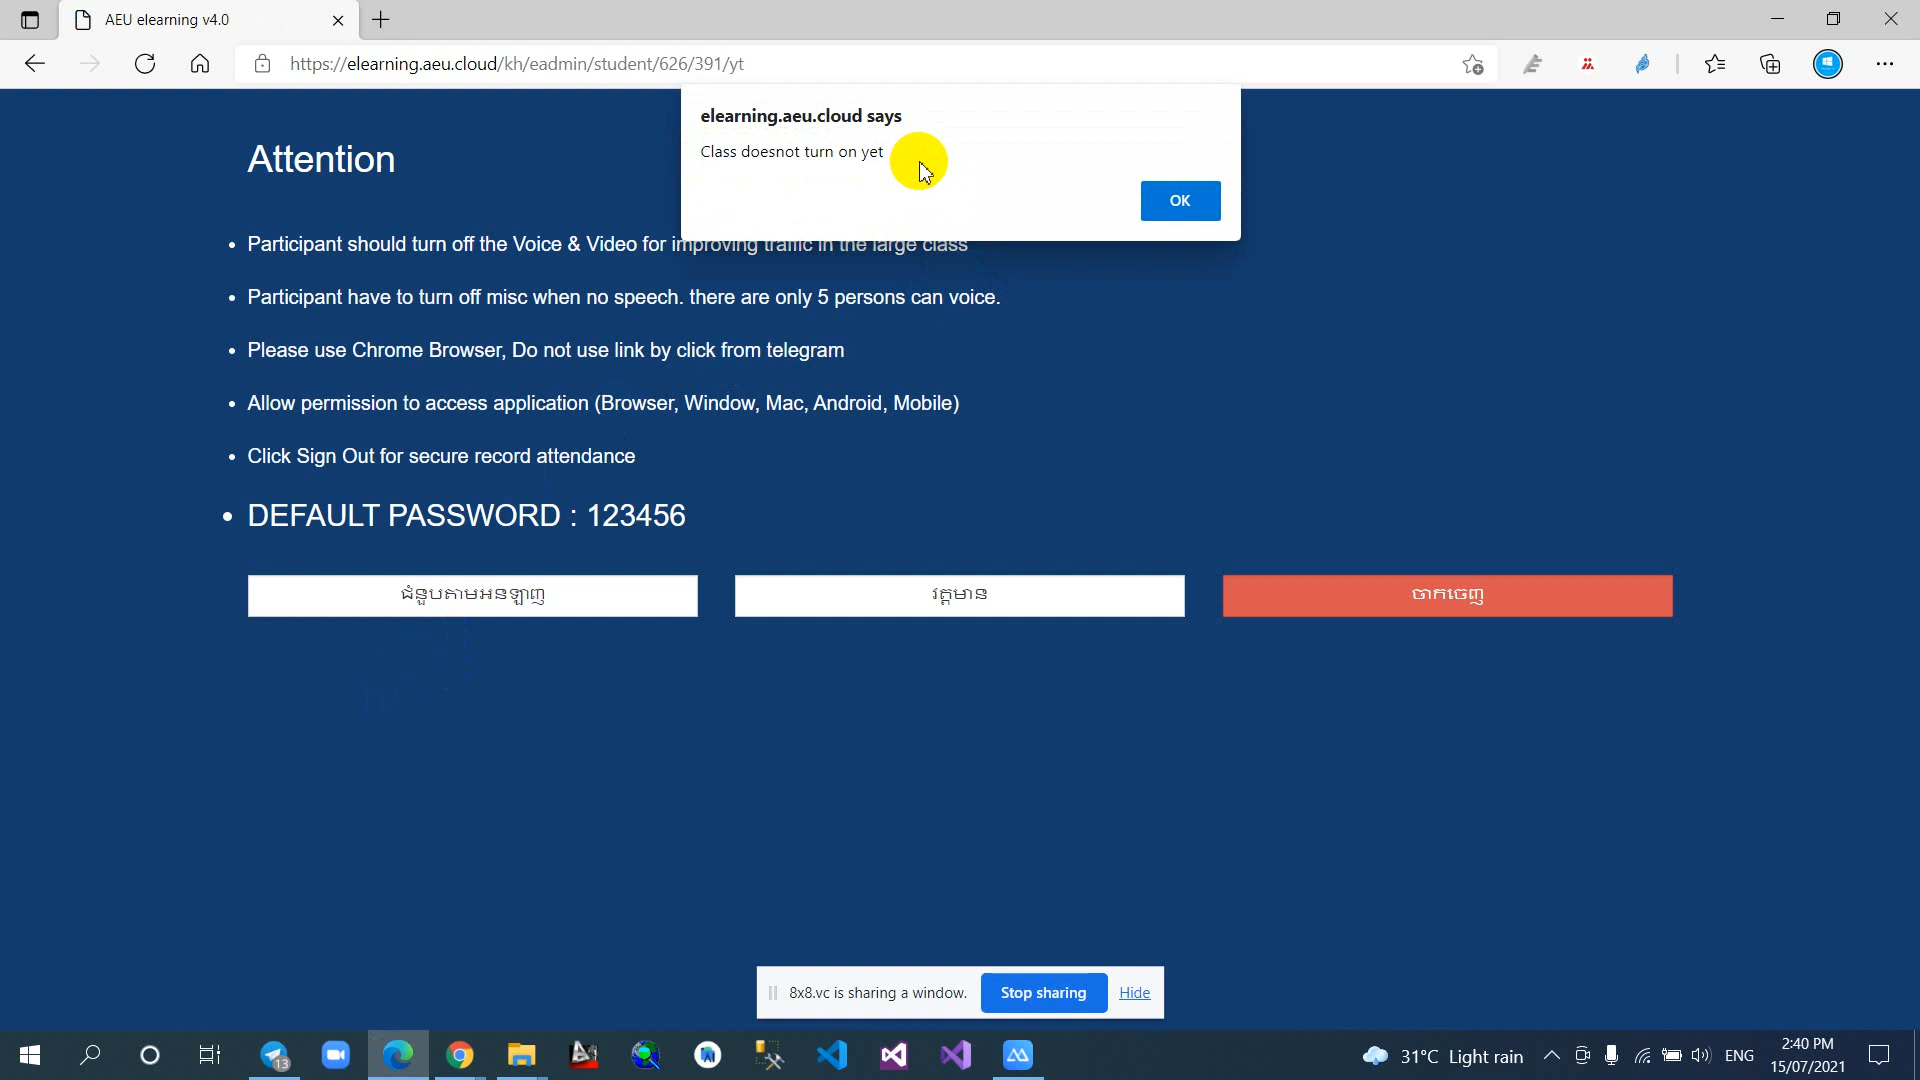 AEU elearning v4.0
https://elearning.aeu.cloud/kh/eadmin/student/626/391/yt
elearning.aeu.cloud says
Class doesnot turn on yet
OK
Attention
Participant should turn off the Voice & Video for improving traffic in the large class
Participant have to turn off misc when no speech. there are only 5 persons can voice.
Please use Chrome Browser, Do not use link by click from telegram
Allow permission to access application (Browser, Window, Mac, Android, Mobile)
Click Sign Out for secure record attendance
DEFAULT PASSWORD : 123456
ជំនួបតាមអនឡាញ
វត្តមាន
ចាកចេញ
8x8.vc is sharing a window.
Stop sharing
Hide
13
31°C Light rain
ENG
2:40 PM
15/07/2021